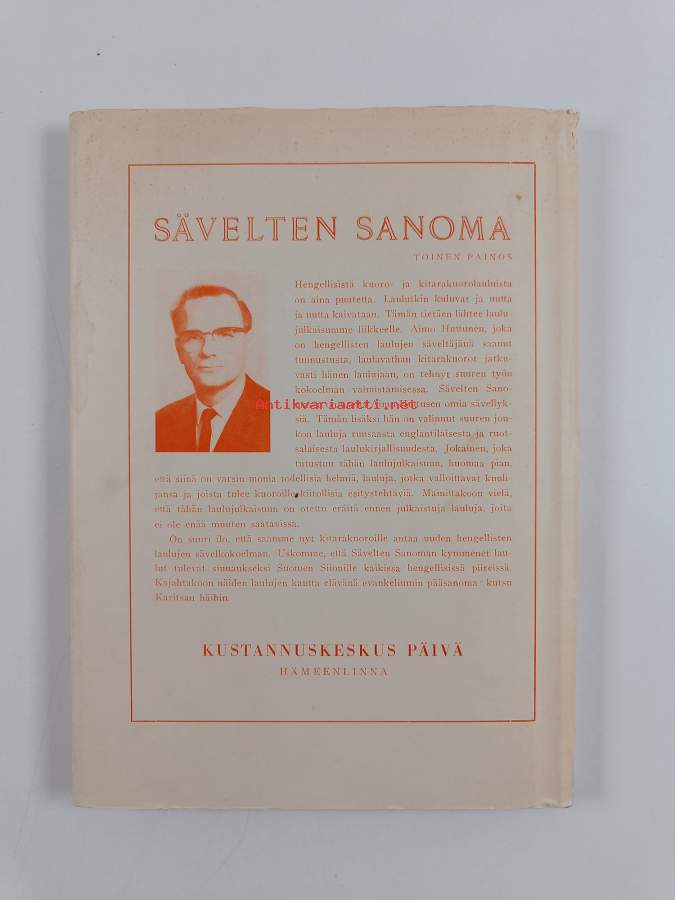 SÄVELTEN SANOMA
TOINEN PAINOS
Hengellisistä kuoro- ja kitarakuorolauluista
on aina puutetta. Laulutkin kuluvat ja uutta
ja uutta kaivataan. Tämän tietäen lähtee laulu-
julkaisumme liikkeelle. Aimo Huttunen, joka
on hengellisten laulujen säveltäjänä saanut
tunnustusta, laulavathan kitarakuorot jatku-
vasti hänen laulujaan, on tehnyt suuren työn
kokoelman valmistamisessa. Sävelten Sano-
Antikvariaatti.net
omia sävellyk-
siä. Tämän lisäksi hän on valinnut suuren jou-
kon lauluja runsaasta englantilaisesta ja ruot-
salaisesta laulukirjallisuudesta. Jokainen, joka
tutustuu tähän laulujulkaisuun, huomaa pian,
että siinä on varsin monia todellisia helmiä, lauluja, jotka valloittavat kuuli-
jansa ja joista tulee kuoroille kiitollisia esitystehtäviä. Mainittakoon vielä,
että tähän laulujulkaisuun on otettu eräitä ennen julkaistuja lauluja, joita
ei ole enää muuten saatavissa.
On suuri ilo, että saamme nyt kitarakuoroille antaa uuden hengellisten
laulujen sävelkokoelman. Uskomme, että Sävelten Sanoman kymmenet lau-
lut tulevat siunaukseksi Suomen Siionille kaikissa hengellisissä piireissä.
Kajahtakoon näiden laulujen kautta elävänä evankeliumin pääsanoma: kutsu
Karitsan häihin.
KUSTANNUSKESKUS PÄIVÄ
HÄMEENLINNA